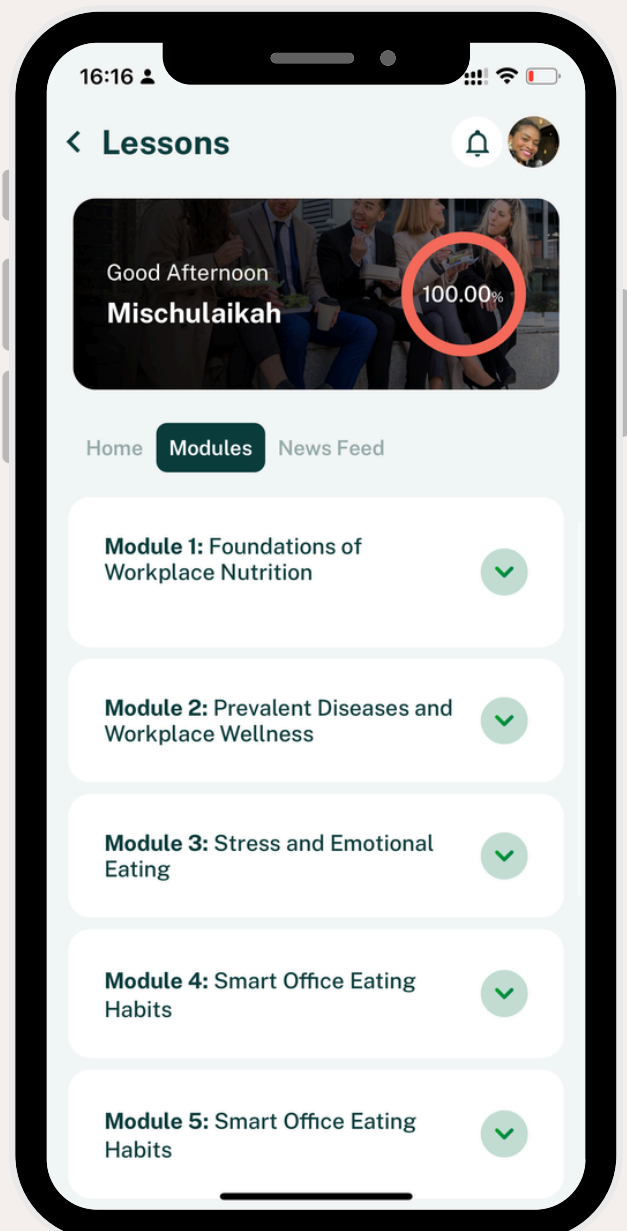 16:16
Lessons
Good Afternoon
Mischulaikah
100.00%
Home Modules News Feed
Module 1: Foundations of
Workplace Nutrition
Module 2: Prevalent Diseases and
Workplace Wellness
Module 3: Stress and Emotional
Eating
Module 4: Smart Office Eating
Habits
Module 5: Smart Office Eating
Habits